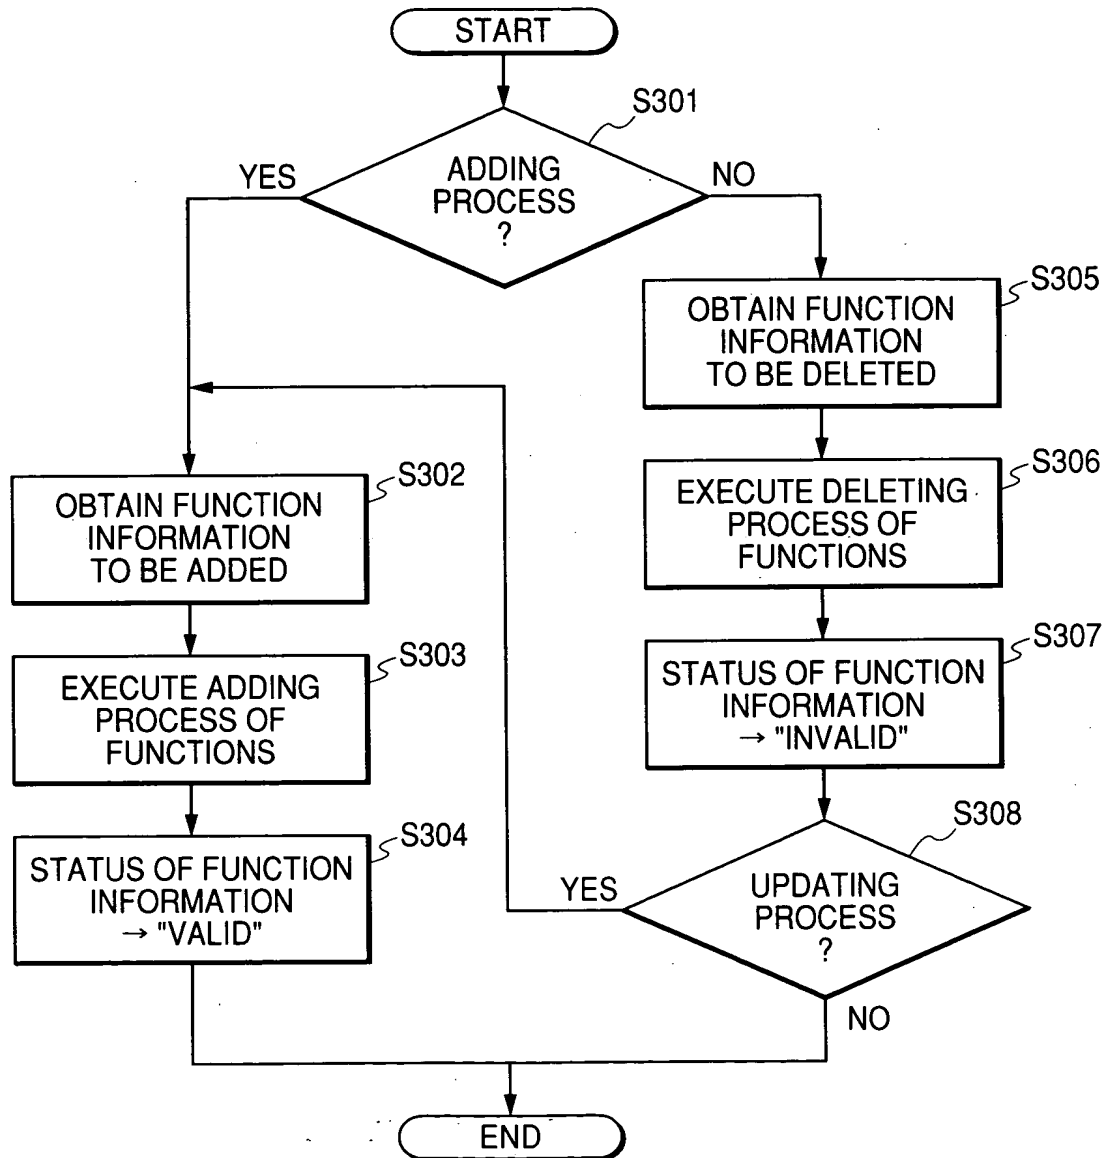 START
S301
ADDING
PROCESS
?
YES
NO
S305
OBTAIN FUNCTION
INFORMATION
TO BE DELETED
S302
OBTAIN FUNCTION
INFORMATION
TO BE ADDED
S306
EXECUTE DELETING
PROCESS OF
FUNCTIONS
S303
EXECUTE ADDING
PROCESS OF
FUNCTIONS
S307
STATUS OF FUNCTION
INFORMATION
→ "INVALID"
S304
STATUS OF FUNCTION
INFORMATION
→ "VALID"
S308
UPDATING
PROCESS
?
YES
NO
END